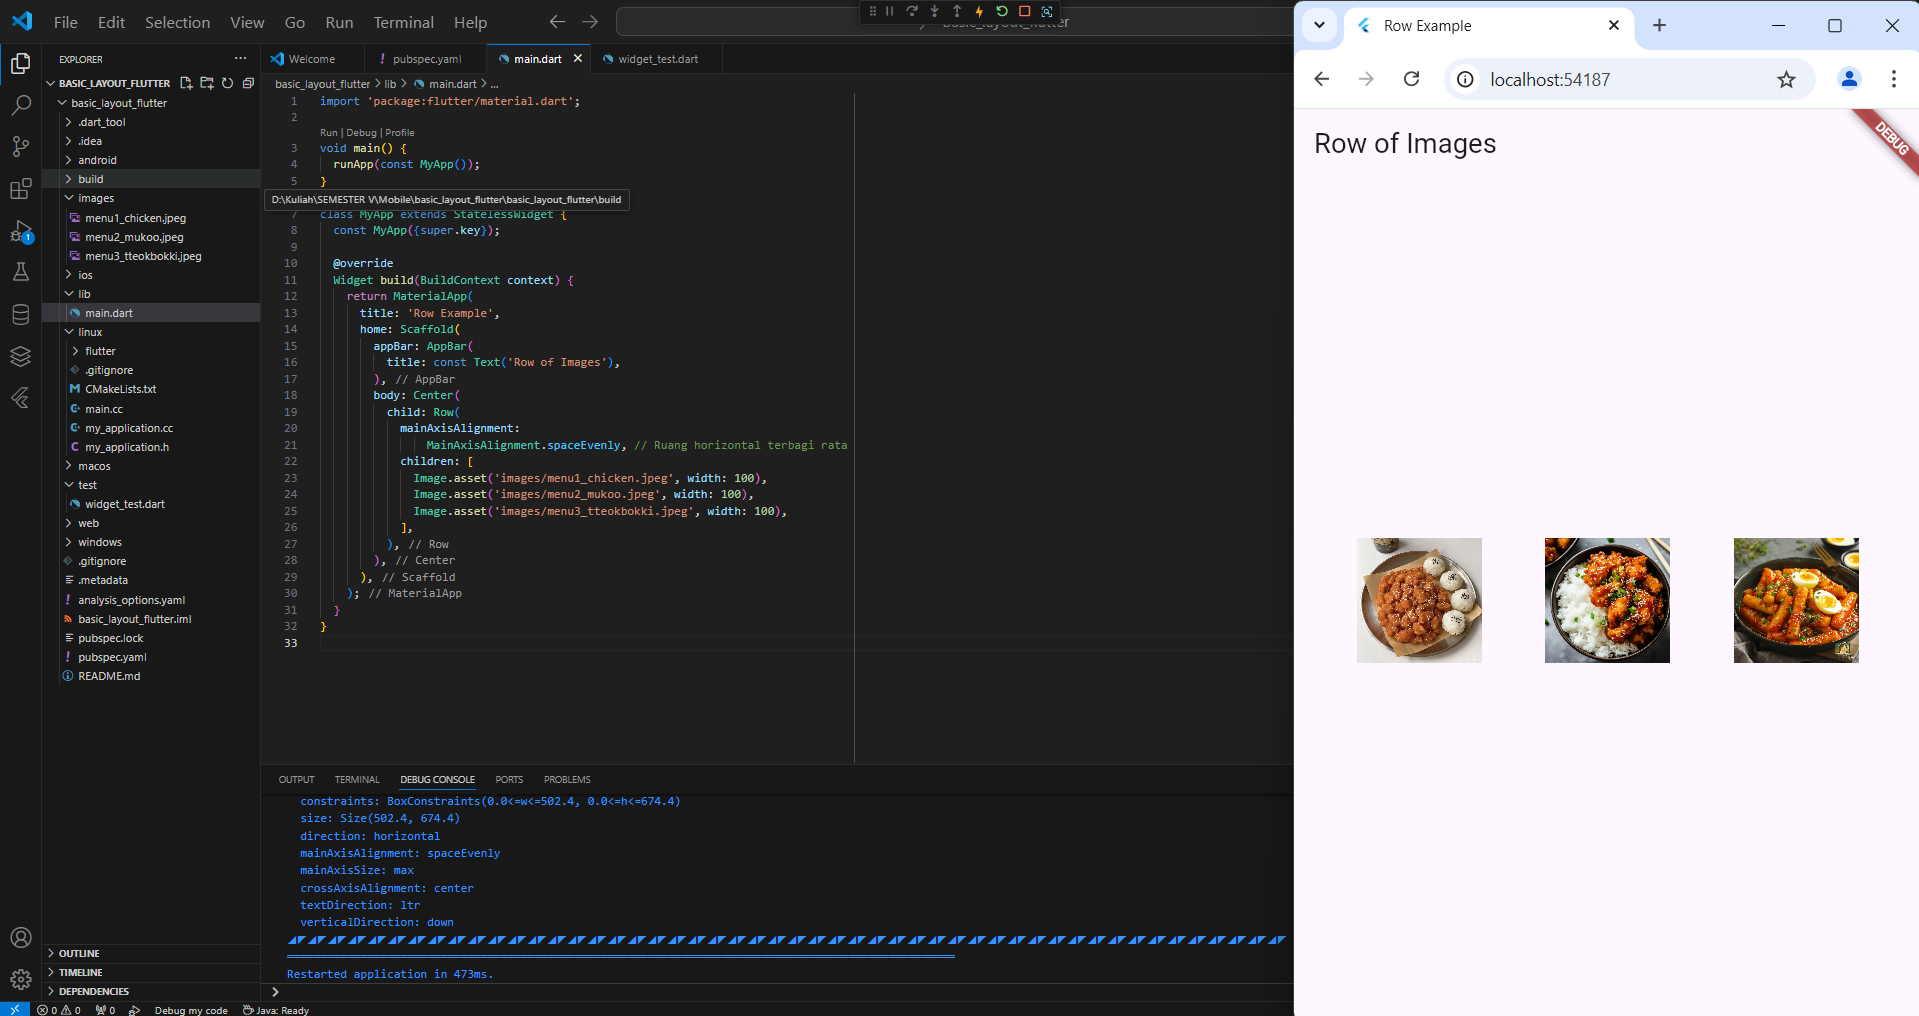 File Edit Selection View Go Run Terminal Help
basic_layout_flutter
EXPLORER
BASIC_LAYOUT_FLUTTER
basic_layout_flutter
.dart_tool
.idea
android
build
images
menu1_chicken.jpeg
menu2_mukoo.jpeg
menu3_tteokbokki.jpeg
ios
lib
main.dart
linux
flutter
.gitignore
CMakeLists.txt
main.cc
my_application.cc
my_application.h
macos
test
widget_test.dart
web
windows
.gitignore
.metadata
analysis_options.yaml
basic_layout_flutter.iml
pubspec.lock
pubspec.yaml
README.md
OUTLINE
TIMELINE
DEPENDENCIES
Welcome pubspec.yaml main.dart widget_test.dart
basic_layout_flutter > lib > main.dart > ...
1 import 'package:flutter/material.dart';
2
Run | Debug | Profile
3 void main() {
4 runApp(const MyApp());
5 }
D:\Kuliah\SEMESTER V\Mobile\basic_layout_flutter\basic_layout_flutter\build
7 class MyApp extends StatelessWidget {
8 const MyApp({super.key});
9
10 @override
11 Widget build(BuildContext context) {
12 return MaterialApp(
13 title: 'Row Example',
14 home: Scaffold(
15 appBar: AppBar(
16 title: const Text('Row of Images'),
17 ), // AppBar
18 body: Center(
19 child: Row(
20 mainAxisAlignment:
21 MainAxisAlignment.spaceEvenly, // Ruang horizontal terbagi rata
22 children: [
23 Image.asset('images/menu1_chicken.jpeg', width: 100),
24 Image.asset('images/menu2_mukoo.jpeg', width: 100),
25 Image.asset('images/menu3_tteokbokki.jpeg', width: 100),
26 ],
27 ), // Row
28 ), // Center
29 ), // Scaffold
30 ); // MaterialApp
31 }
32 }
33
OUTPUT TERMINAL DEBUG CONSOLE PORTS PROBLEMS
constraints: BoxConstraints(0.0<=w<=502.4, 0.0<=h<=674.4)
size: Size(502.4, 674.4)
direction: horizontal
mainAxisAlignment: spaceEvenly
mainAxisSize: max
crossAxisAlignment: center
textDirection: ltr
verticalDirection: down
Restarted application in 473ms.
1
0 0 0 Debug my code Java: Ready
Row Example
localhost:54187
Row of Images
DEBUG